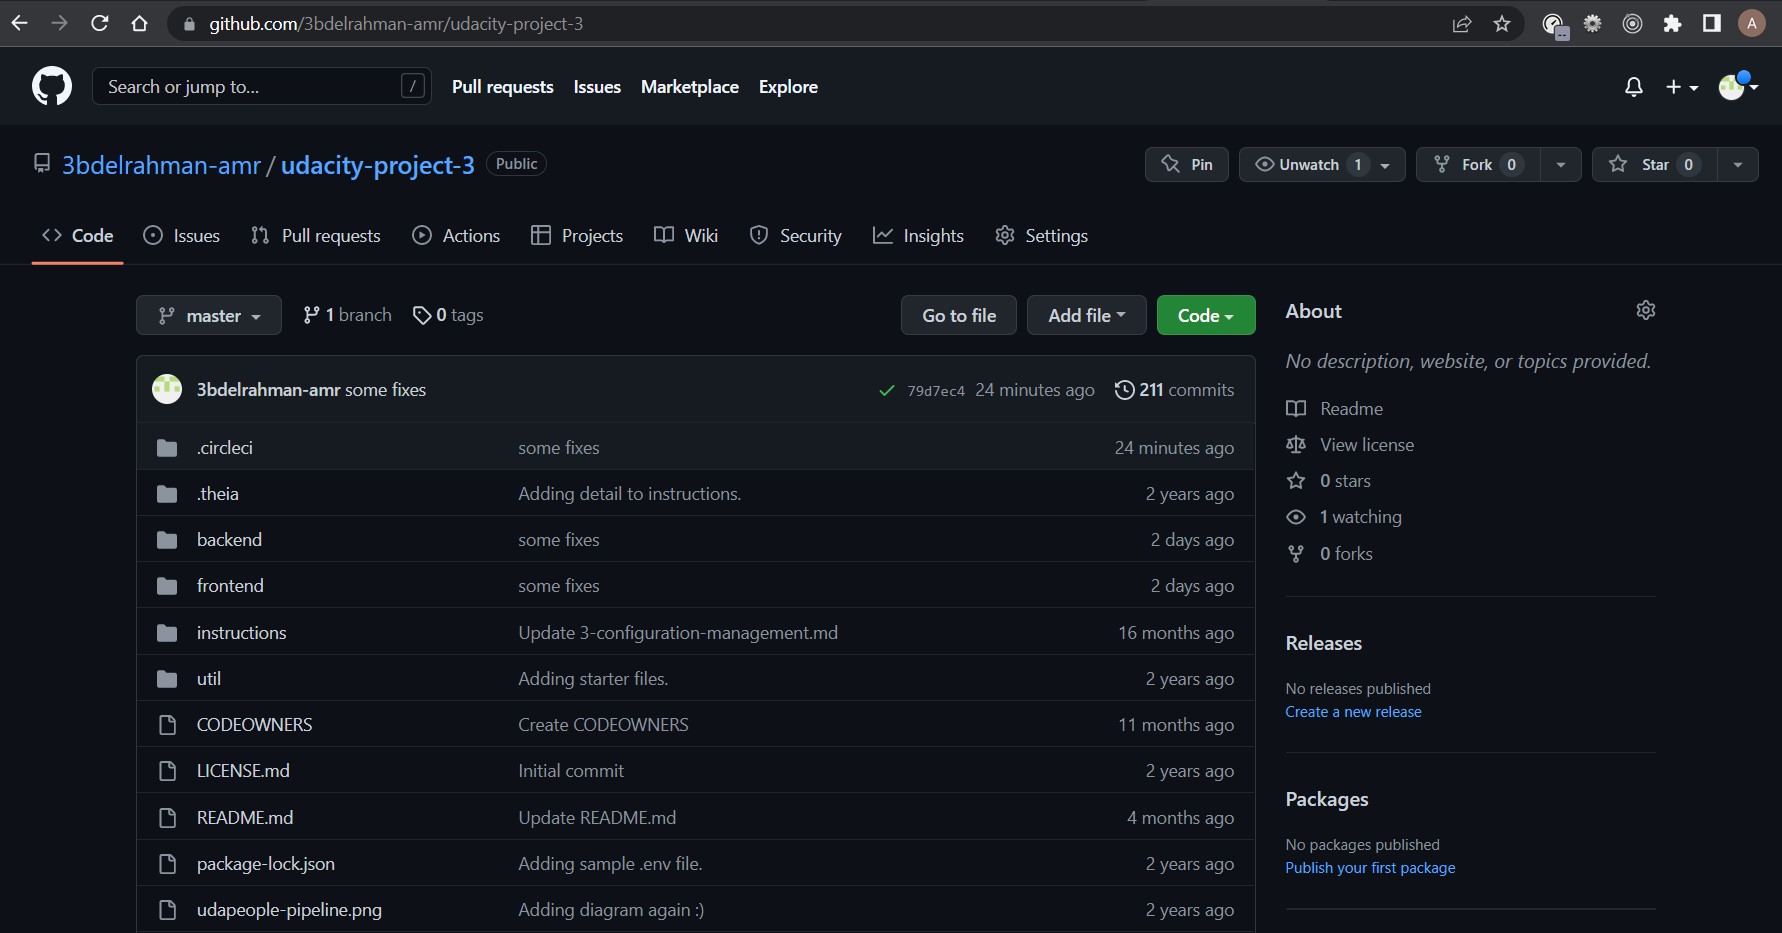 github.com/3bdelrahman-amr/udacity-project-3
A
Search or jump to... / Pull requests Issues Marketplace Explore
3bdelrahman-amr / udacity-project-3 Public Pin Unwatch 1 Fork 0 Star 0
Code Issues Pull requests Actions Projects Wiki Security Insights Settings
master 1 branch 0 tags Go to file Add file Code
3bdelrahman-amr some fixes 79d7ec4 24 minutes ago 211 commits
.circleci some fixes 24 minutes ago
.theia Adding detail to instructions. 2 years ago
backend some fixes 2 days ago
frontend some fixes 2 days ago
instructions Update 3-configuration-management.md 16 months ago
util Adding starter files. 2 years ago
CODEOWNERS Create CODEOWNERS 11 months ago
LICENSE.md Initial commit 2 years ago
README.md Update README.md 4 months ago
package-lock.json Adding sample .env file. 2 years ago
udapeople-pipeline.png Adding diagram again :) 2 years ago
About
No description, website, or topics provided.
Readme
View license
0 stars
1 watching
0 forks
Releases
No releases published
Create a new release
Packages
No packages published
Publish your first package